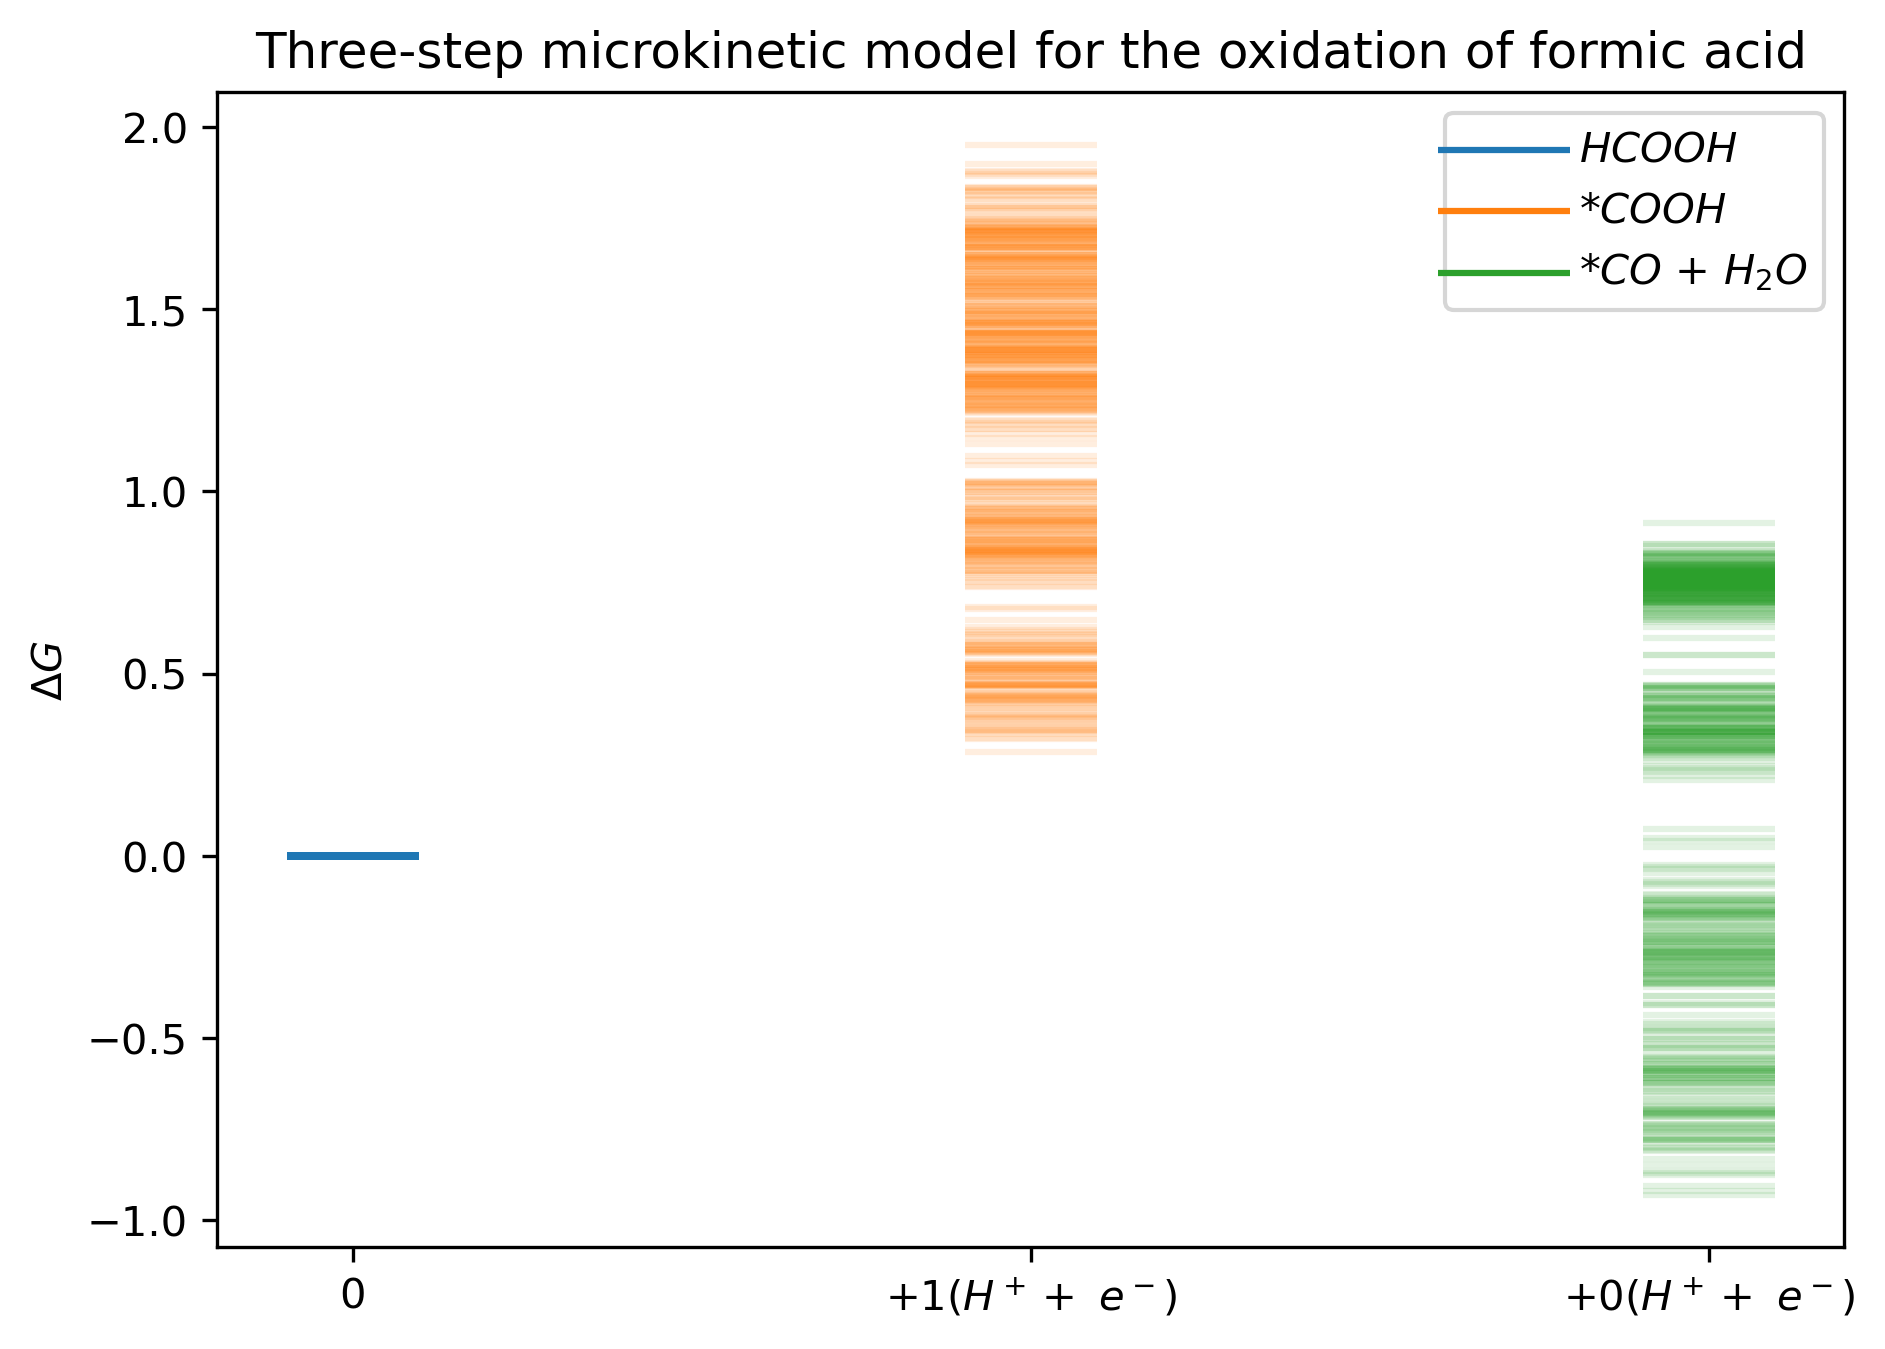 Three-step microkinetic model for the oxidation of formic acid
HCOOH
*COOH
*CO + H₂O
2.0
1.5
1.0
0.5
0.0
−0.5
−1.0
ΔG
0
+1(H⁺ + e⁻)
+0(H⁺ + e⁻)